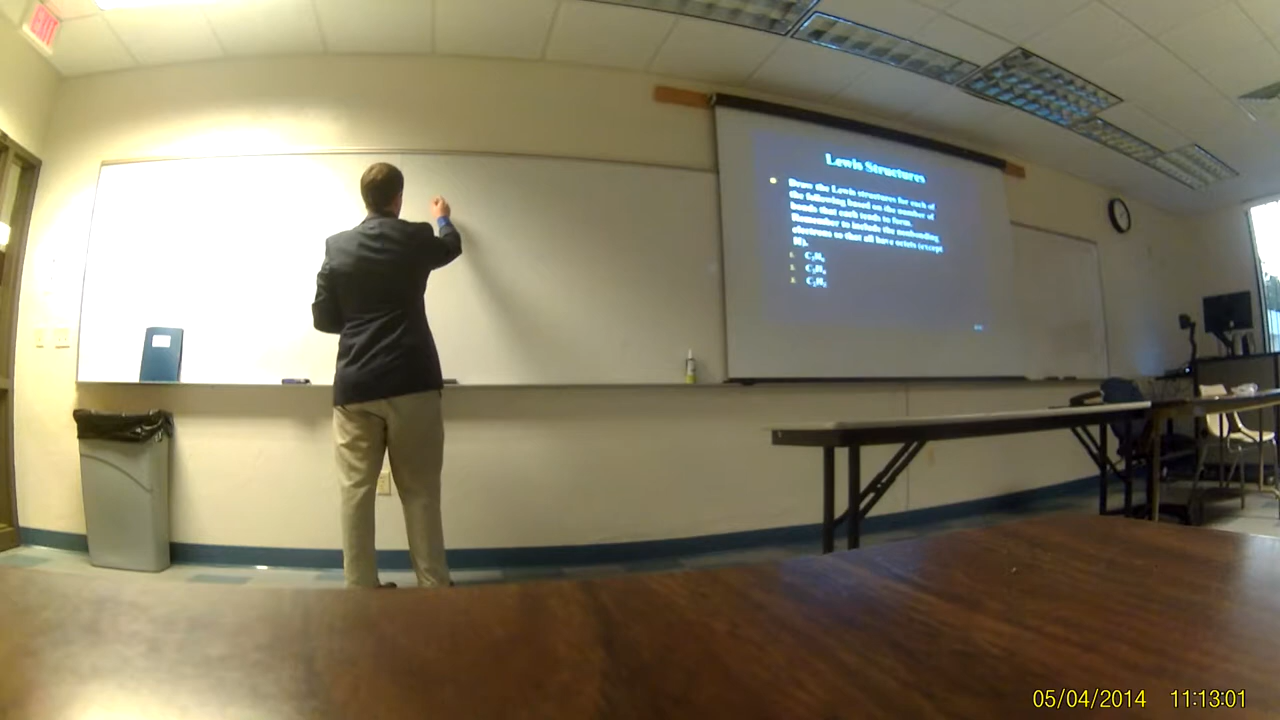 EXIT
Lewis Structures
Draw the Lewis structures for each of
the following based on the number of
bonds that each tends to form.
Remember to include the nonbonding
electrons so that all have octets (except
H).
05/04/2014 11:13:01